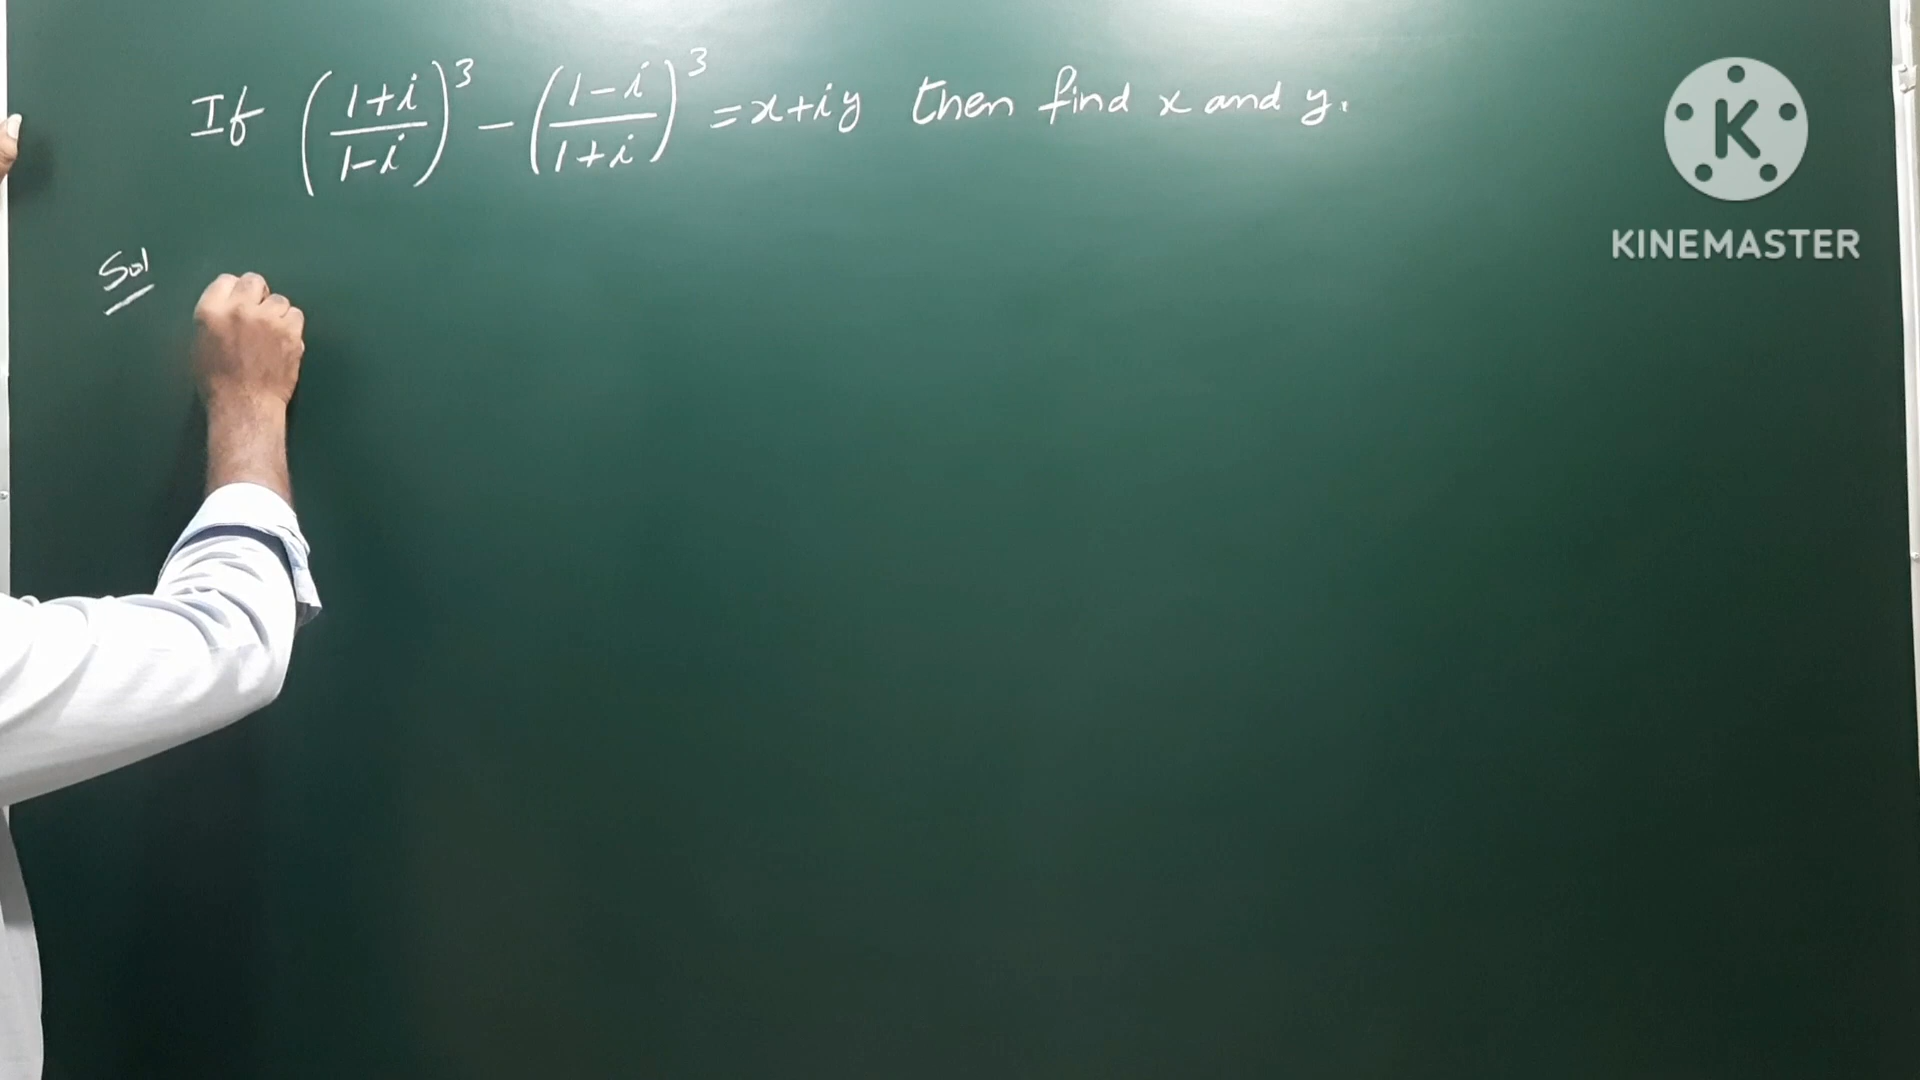 If ((1+i)/(1-i))^3 - ((1-i)/(1+i))^3 = x+iy then find x and y.
Sol
K
KINEMASTER